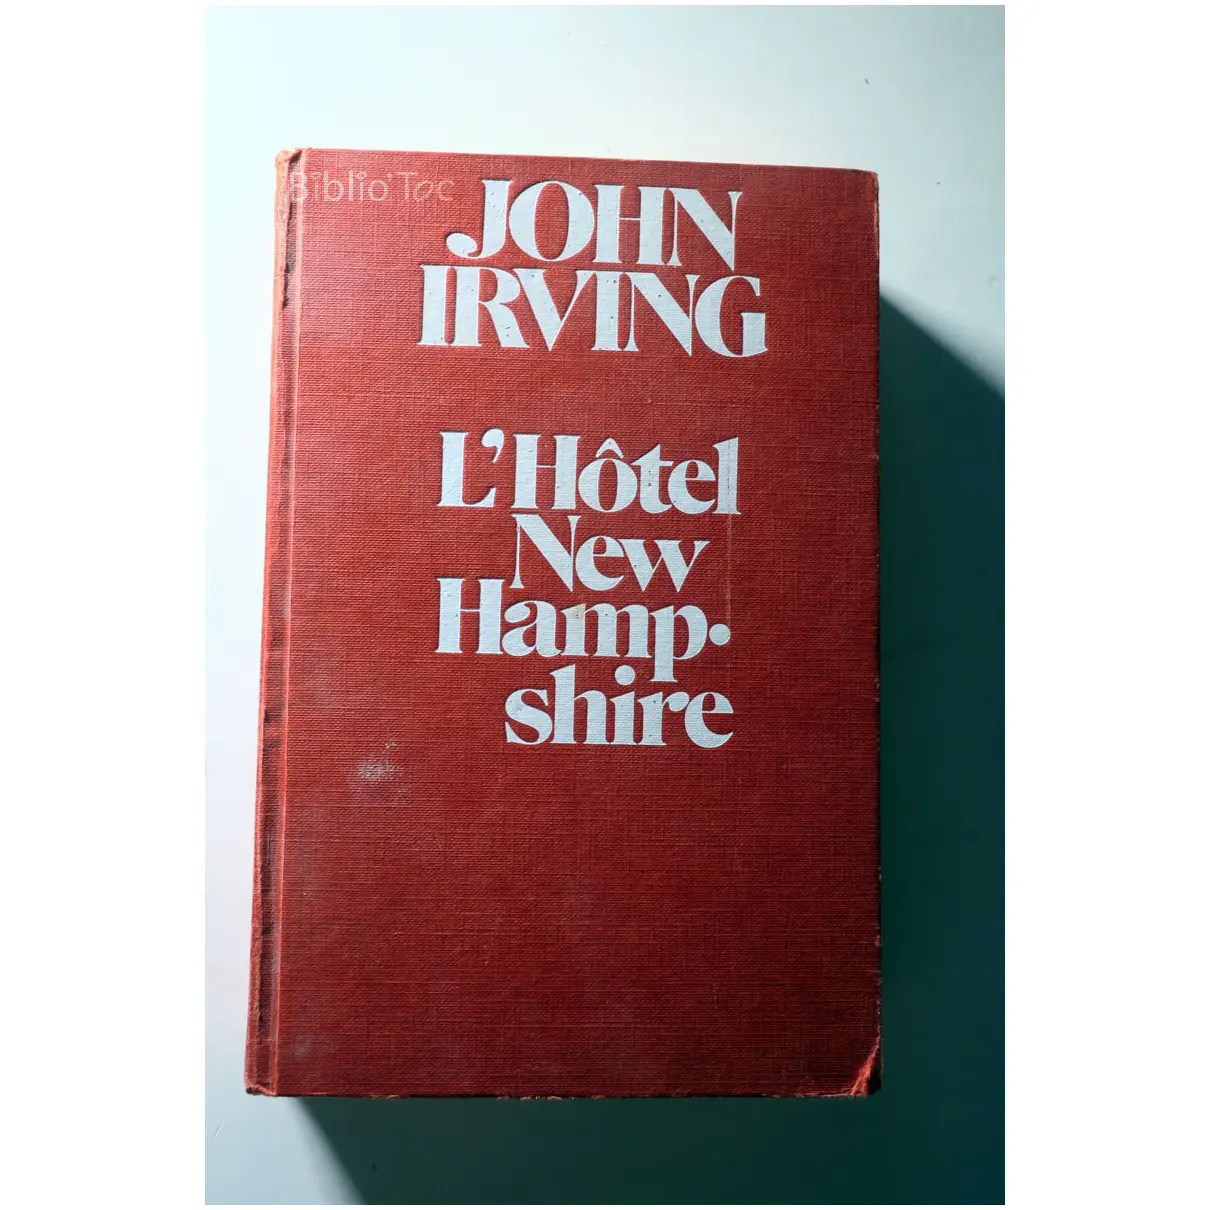 Biblio'Toc
JOHN
IRVING
L'Hôtel
New
Hamp·
shire